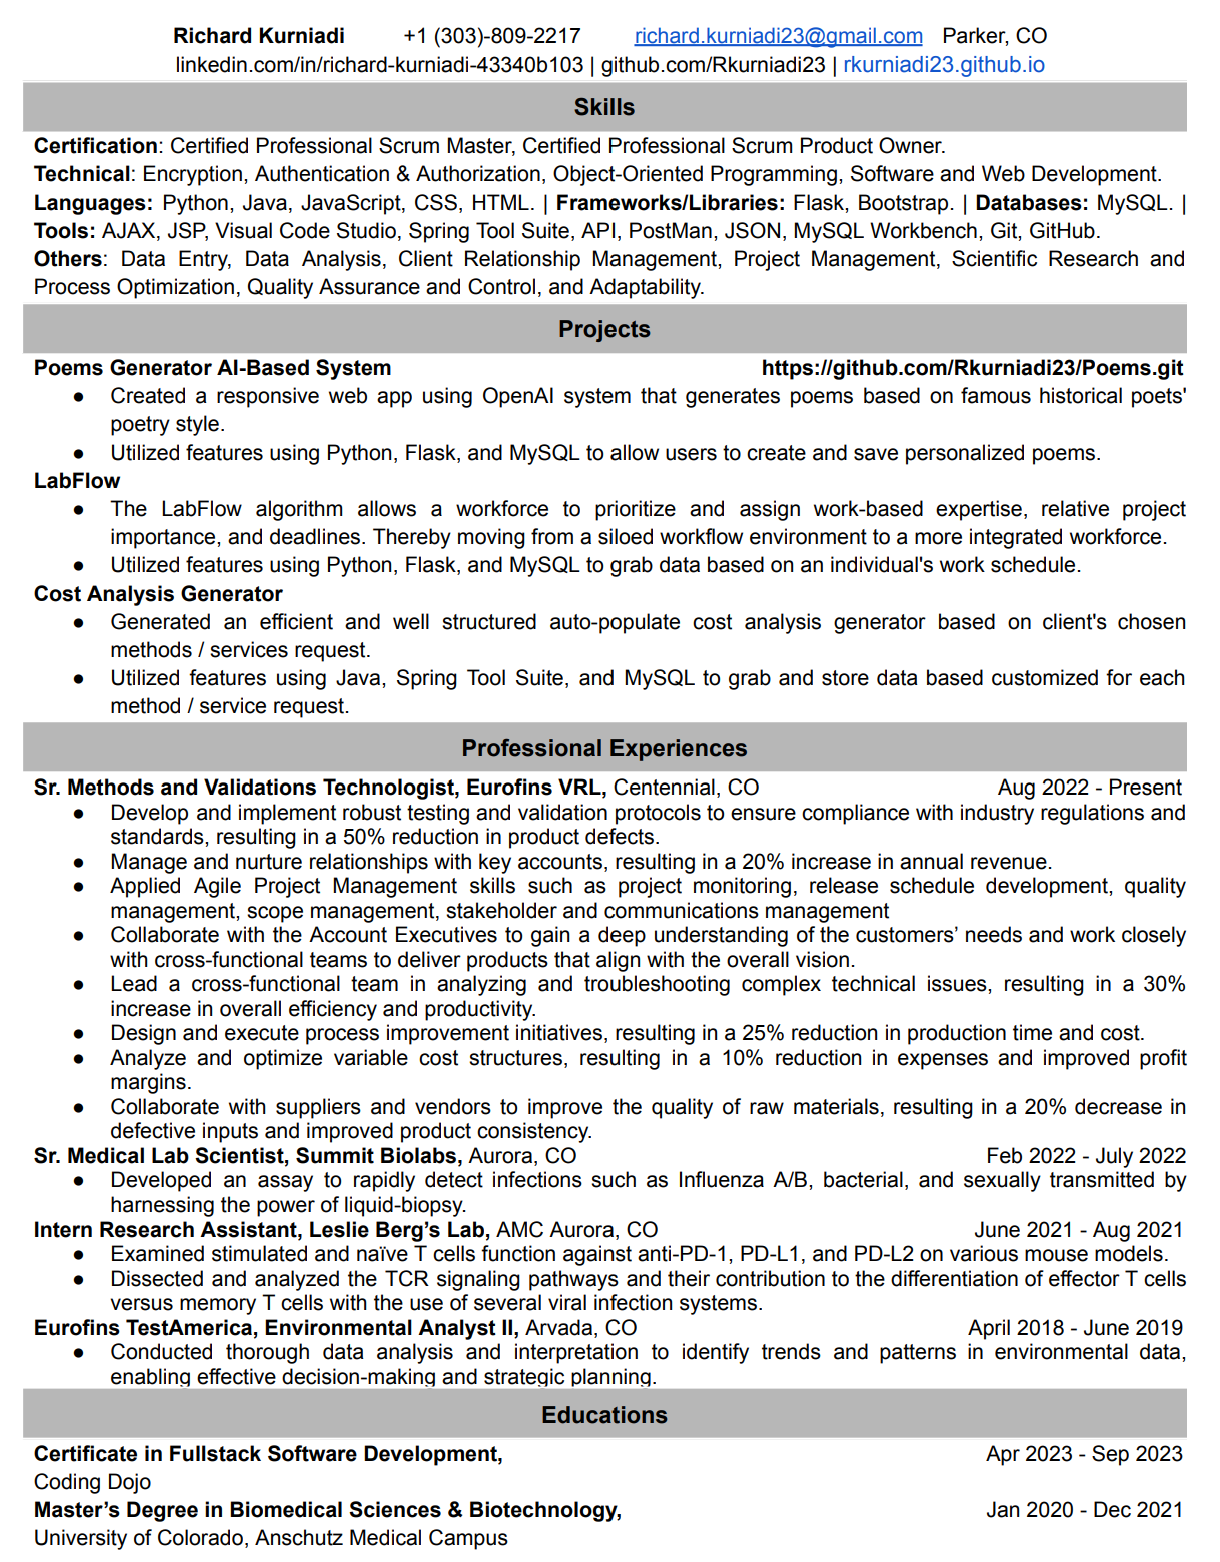 Richard Kurniadi +1 (303)-809-2217 richard.kurniadi23@gmail.com Parker, CO
linkedin.com/in/richard-kurniadi-43340b103 | github.com/Rkurniadi23 | rkurniadi23.github.io
Skills
Certification: Certified Professional Scrum Master, Certified Professional Scrum Product Owner.
Technical: Encryption, Authentication & Authorization, Object-Oriented Programming, Software and Web Development.
Languages: Python, Java, JavaScript, CSS, HTML. | Frameworks/Libraries: Flask, Bootstrap. | Databases: MySQL. |
Tools: AJAX, JSP, Visual Code Studio, Spring Tool Suite, API, PostMan, JSON, MySQL Workbench, Git, GitHub.
Others: Data Entry, Data Analysis, Client Relationship Management, Project Management, Scientific Research and
Process Optimization, Quality Assurance and Control, and Adaptability.
Projects
Poems Generator AI-Based System https://github.com/Rkurniadi23/Poems.git
● Created a responsive web app using OpenAI system that generates poems based on famous historical poets'
poetry style.
● Utilized features using Python, Flask, and MySQL to allow users to create and save personalized poems.
LabFlow
● The LabFlow algorithm allows a workforce to prioritize and assign work-based expertise, relative project
importance, and deadlines. Thereby moving from a siloed workflow environment to a more integrated workforce.
● Utilized features using Python, Flask, and MySQL to grab data based on an individual's work schedule.
Cost Analysis Generator
● Generated an efficient and well structured auto-populate cost analysis generator based on client's chosen
methods / services request.
● Utilized features using Java, Spring Tool Suite, and MySQL to grab and store data based customized for each
method / service request.
Professional Experiences
Sr. Methods and Validations Technologist, Eurofins VRL, Centennial, CO Aug 2022 - Present
● Develop and implement robust testing and validation protocols to ensure compliance with industry regulations and
standards, resulting in a 50% reduction in product defects.
● Manage and nurture relationships with key accounts, resulting in a 20% increase in annual revenue.
● Applied Agile Project Management skills such as project monitoring, release schedule development, quality
management, scope management, stakeholder and communications management
● Collaborate with the Account Executives to gain a deep understanding of the customers’ needs and work closely
with cross-functional teams to deliver products that align with the overall vision.
● Lead a cross-functional team in analyzing and troubleshooting complex technical issues, resulting in a 30%
increase in overall efficiency and productivity.
● Design and execute process improvement initiatives, resulting in a 25% reduction in production time and cost.
● Analyze and optimize variable cost structures, resulting in a 10% reduction in expenses and improved profit
margins.
● Collaborate with suppliers and vendors to improve the quality of raw materials, resulting in a 20% decrease in
defective inputs and improved product consistency.
Sr. Medical Lab Scientist, Summit Biolabs, Aurora, CO Feb 2022 - July 2022
● Developed an assay to rapidly detect infections such as Influenza A/B, bacterial, and sexually transmitted by
harnessing the power of liquid-biopsy.
Intern Research Assistant, Leslie Berg’s Lab, AMC Aurora, CO June 2021 - Aug 2021
● Examined stimulated and naïve T cells function against anti-PD-1, PD-L1, and PD-L2 on various mouse models.
● Dissected and analyzed the TCR signaling pathways and their contribution to the differentiation of effector T cells
versus memory T cells with the use of several viral infection systems.
Eurofins TestAmerica, Environmental Analyst II, Arvada, CO April 2018 - June 2019
● Conducted thorough data analysis and interpretation to identify trends and patterns in environmental data,
enabling effective decision-making and strategic planning.
Educations
Certificate in Fullstack Software Development, Apr 2023 - Sep 2023
Coding Dojo
Master’s Degree in Biomedical Sciences & Biotechnology, Jan 2020 - Dec 2021
University of Colorado, Anschutz Medical Campus